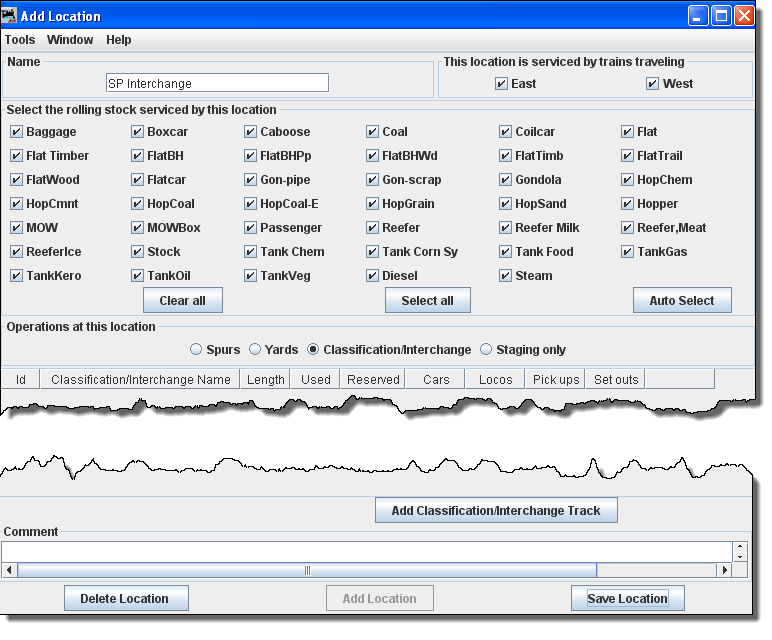 Add Location
Tools Window Help
Name
This location is serviced by trains traveling
SP Interchange
East West
Select the rolling stock serviced by this location
Baggage Boxcar Caboose Coal Coilcar Flat
Flat Timber FlatBH FlatBHPp FlatBHWd FlatTimb FlatTrail
FlatWood Flatcar Gon-pipe Gon-scrap Gondola HopChem
HopCmnt HopCoal HopCoal-E HopGrain HopSand Hopper
MOW MOWBox Passenger Reefer Reefer Milk Reefer,Meat
ReeferIce Stock Tank Chem Tank Corn Sy Tank Food TankGas
TankKero TankOil TankVeg Diesel Steam
Clear all Select all Auto Select
Operations at this location
Spurs Yards Classification/Interchange Staging only
Id Classification/Interchange Name Length Used Reserved Cars Locos Pick ups Set outs
Add Classification/Interchange Track
Comment
Delete Location Add Location Save Location